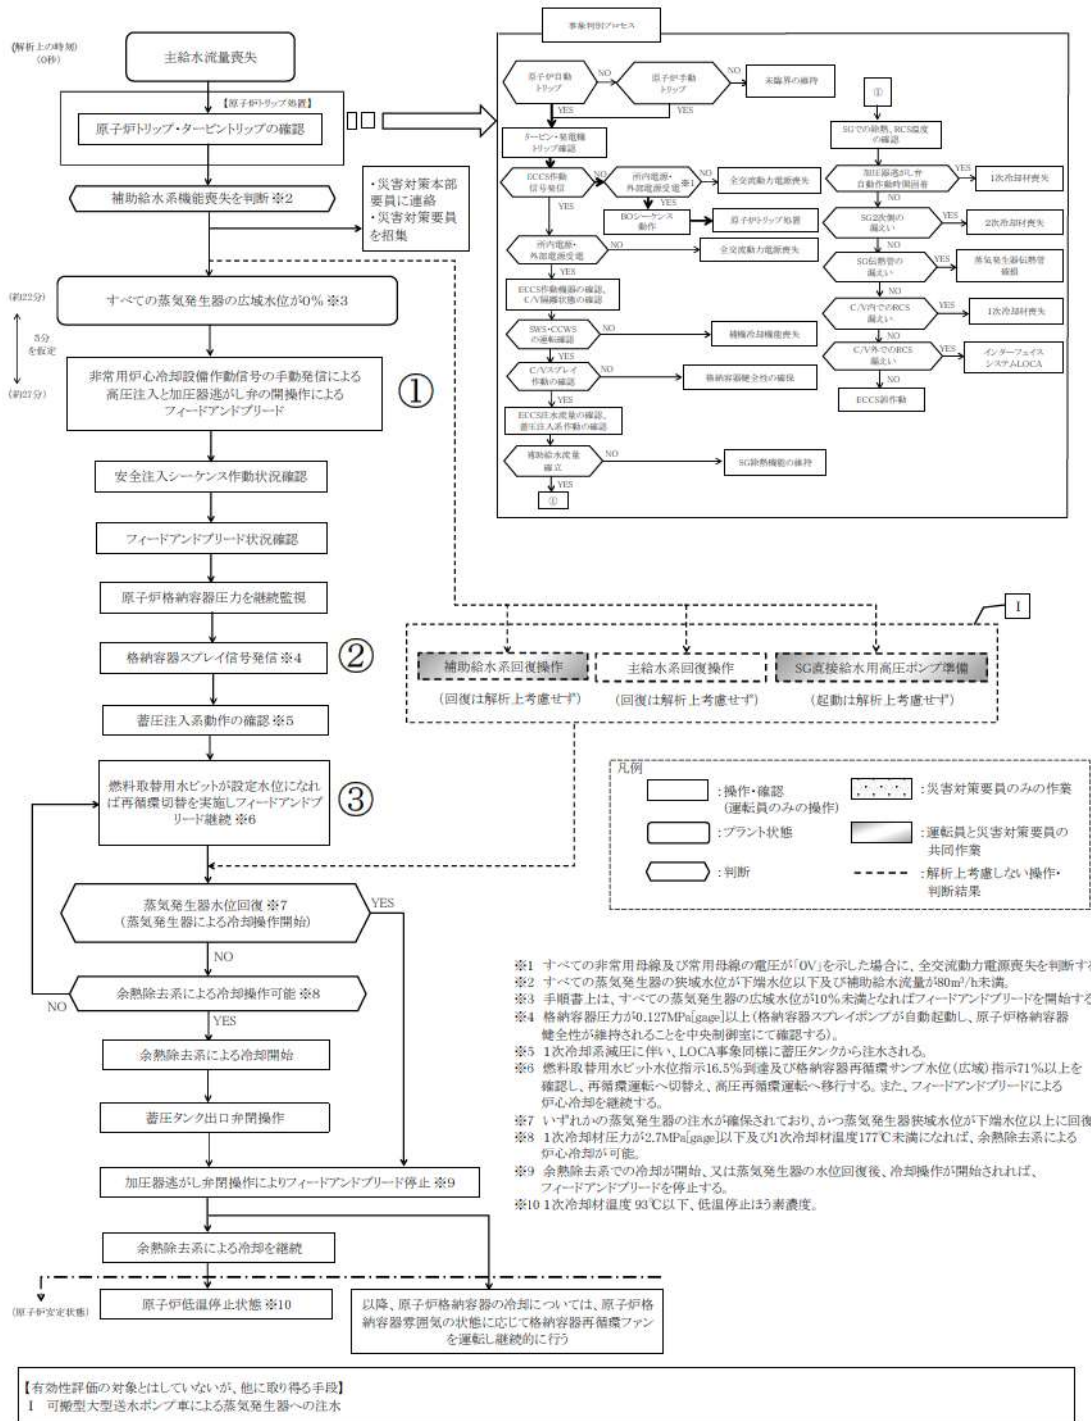 (解析上の時刻)
(0秒)
主給水流量喪失
【原子炉トリップ処置】
原子炉トリップ・タービントリップの確認
補助給水系機能喪失を判断※2
・災害対策本部
要員に連絡
・災害対策要員
を招集
(約22分)
5分
を仮定
(約27分)
すべての蒸気発生器の広域水位が0%※3
非常用炉心冷却設備作動信号の手動発信による
高圧注入と加圧器逃がし弁の開操作による
フィードアンドブリード
①
安全注入シーケンス作動状況確認
フィードアンドブリード状況確認
原子炉格納容器圧力を継続監視
格納容器スプレイ信号発信※4
②
蓄圧注入系動作の確認※5
燃料取替用水ピットが設定水位になれ
ば再循環切替を実施しフィードアンドブ
リード継続※6
③
蒸気発生器水位回復※7
(蒸気発生器による冷却操作開始)
YES
NO
余熱除去系による冷却操作可能※8
NO
YES
余熱除去系による冷却開始
蓄圧タンク出口弁閉操作
加圧器逃がし弁閉操作によりフィードアンドブリード停止※9
余熱除去系による冷却を継続
(原子炉安定状態)
原子炉低温停止状態※10
以降、原子炉格納容器の冷却については、原子炉格
納容器雰囲気の状態に応じて格納容器再循環ファン
を運転し継続的に行う
事象判別プロセス
原子炉自動
トリップ
NO
原子炉手動
トリップ
NO
未臨界の維持
YES
YES
タービン・発電機
トリップ確認
ECCS作動
信号発信
NO
所内電源・
外部電源受電
※1
NO
全交流動力電源喪失
YES
YES
BOシーケンス
動作
原子炉トリップ処置
所内電源・
外部電源受電
NO
全交流動力電源喪失
YES
ECCS作動機器の確認、
C/V隔離状態の確認
SWS・CCWS
の運転確認
NO
補機冷却機能喪失
YES
C/Vスプレイ
作動の確認
NO
格納容器健全性の確保
YES
ECCS注水流量の確認、
蓄圧注入系作動の確認
補助給水流量
確立
NO
SG除熱機能の維持
YES
①
①
SGでの除熱、RCS温度
の確認
加圧器逃がし弁
自動作動時閉固着
YES
1次冷却材喪失
NO
SG2次側の
漏えい
YES
2次冷却材喪失
NO
SG伝熱管の
漏えい
YES
蒸気発生器伝熱管
破損
NO
C/V内でのRCS
漏えい
YES
1次冷却材喪失
NO
C/V外でのRCS
漏えい
YES
インターフェイス
システムLOCA
NO
ECCS誤作動
I
補助給水系回復操作
主給水系回復操作
SG直接給水用高圧ポンプ準備
(回復は解析上考慮せず)
(回復は解析上考慮せず)
(起動は解析上考慮せず)
凡例
:操作・確認
(運転員のみの操作)
:災害対策要員のみの作業
:プラント状態
:運転員と災害対策要員の
共同作業
:判断
:解析上考慮しない操作・
判断結果
※1 すべての非常用母線及び常用母線の電圧が「0V」を示した場合に、全交流動力電源喪失を判断す
※2 すべての蒸気発生器の狭域水位が下端水位以下及び補助給水流量が80m³/h未満。
※3 手順書上は、すべての蒸気発生器の広域水位が10%未満となればフィードアンドブリードを開始する
※4 格納容器圧力が0.127MPa[gage]以上(格納容器スプレイポンプが自動起動し、原子炉格納容器
健全性が維持されることを中央制御室にて確認する)。
※5 1次冷却系減圧に伴い、LOCA事象同様に蓄圧タンクから注水される。
※6 燃料取替用水ピット水位指示16.5%到達及び格納容器再循環サンプ水位(広域)指示71%以上を
確認し、再循環運転へ切替え、高圧再循環運転へ移行する。また、フィードアンドブリードによる
炉心冷却を継続する。
※7 いずれかの蒸気発生器の注水が確保されており、かつ蒸気発生器狭域水位が下端水位以上に回復
※8 1次冷却材圧力が2.7MPa[gage]以下及び1次冷却材温度177℃未満になれば、余熱除去系による
炉心冷却が可能。
※9 余熱除去系での冷却が開始、又は蒸気発生器の水位回復後、冷却操作が開始されれば、
フィードアンドブリードを停止する。
※10 1次冷却材温度 93℃以下、低温停止ほう素濃度。
【有効性評価の対象とはしていないが、他に取り得る手段】
I 可搬型大型送水ポンプ車による蒸気発生器への注水